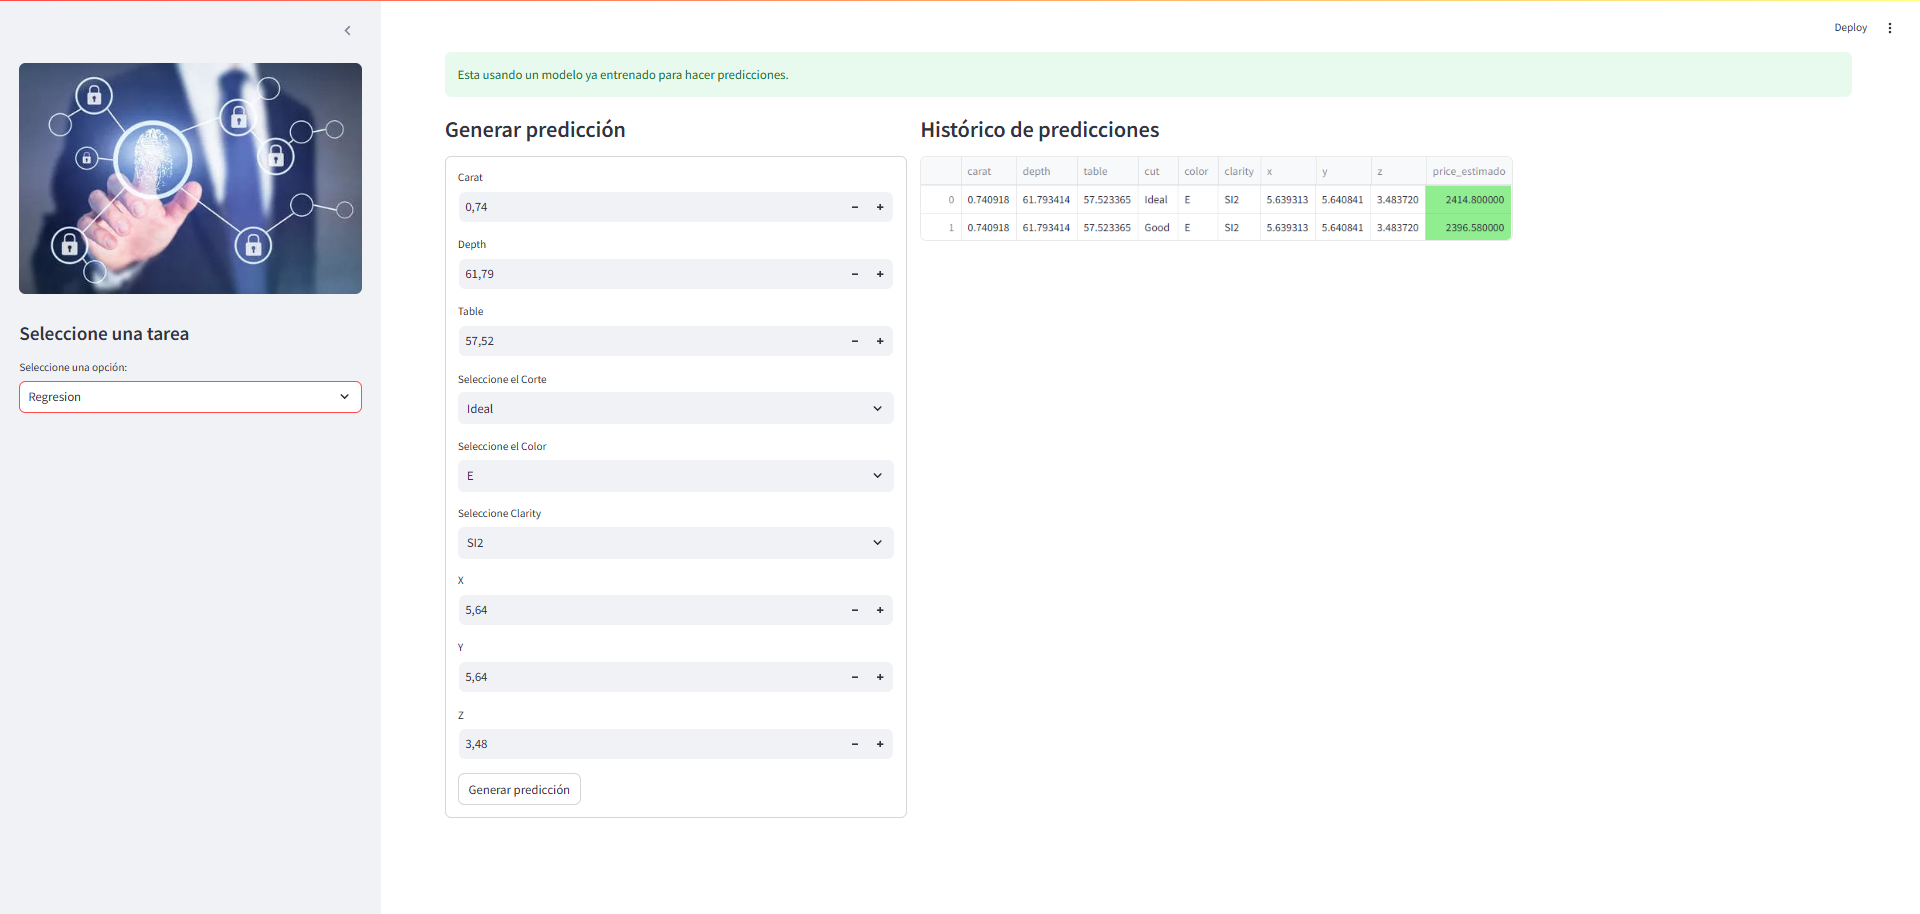 Deploy
Seleccione una tarea
Seleccione una opción:
Regresion
Esta usando un modelo ya entrenado para hacer predicciones.
Generar predicción
Carat
0,74
Depth
61,79
Table
57,52
Seleccione el Corte
Ideal
Seleccione el Color
E
Seleccione Clarity
SI2
X
5,64
Y
5,64
Z
3,48
Generar predicción
Histórico de predicciones
carat depth table cut color clarity x y z price_estimado
0 0.740918 61.793414 57.523365 Ideal E SI2 5.639313 5.640841 3.483720 2414.800000
1 0.740918 61.793414 57.523365 Good E SI2 5.639313 5.640841 3.483720 2396.580000